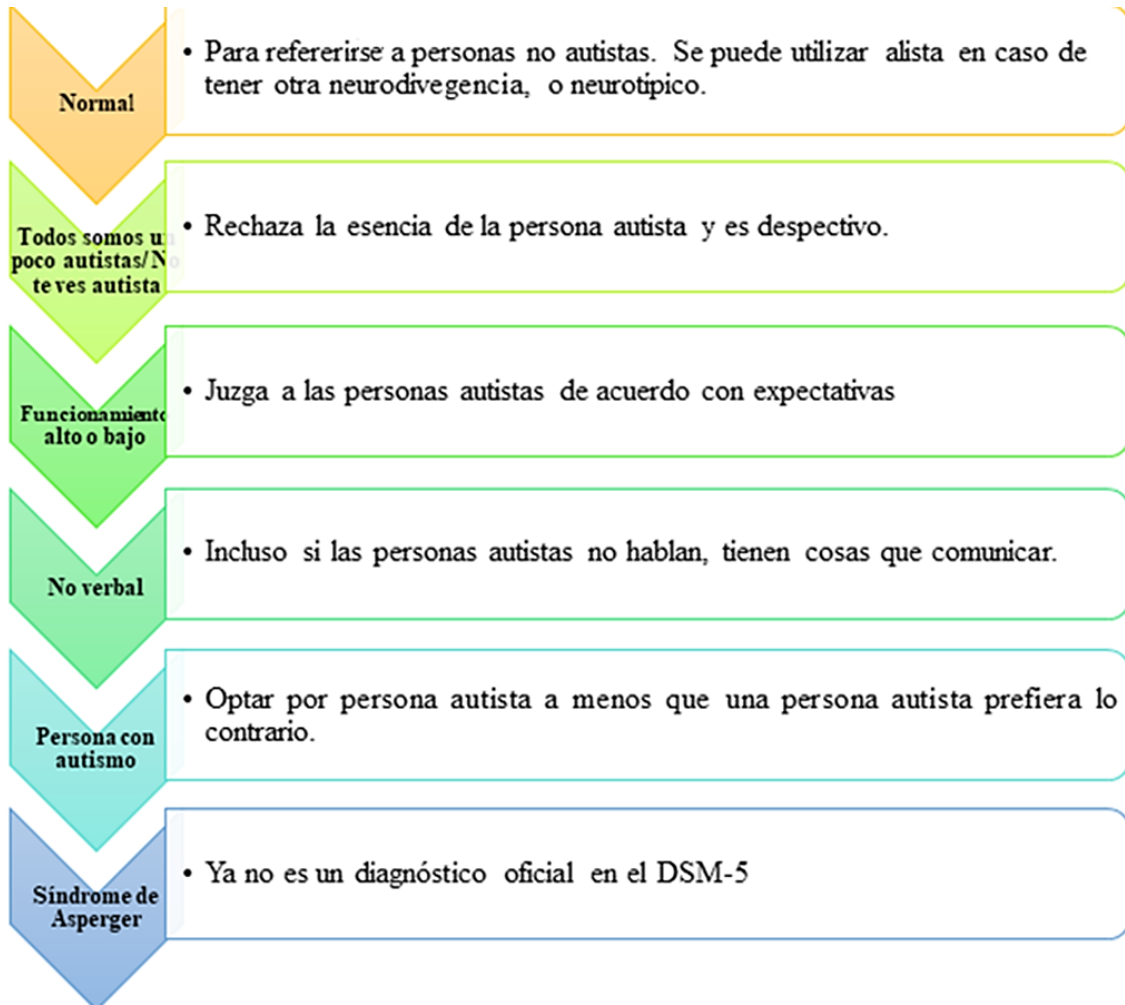 Normal
• Para refererirse a personas no autistas. Se puede utilizar alista en caso de
tener otra neurodivegencia, o neurotípico.
Todos somos un
poco autistas/ No
te ves autista
• Rechaza la esencia de la persona autista y es despectivo.
Funcionamiento
alto o bajo
• Juzga a las personas autistas de acuerdo con expectativas
No verbal
• Incluso si las personas autistas no hablan, tienen cosas que comunicar.
Persona con
autismo
• Optar por persona autista a menos que una persona autista prefiera lo
contrario.
Síndrome de
Asperger
• Ya no es un diagnóstico oficial en el DSM-5